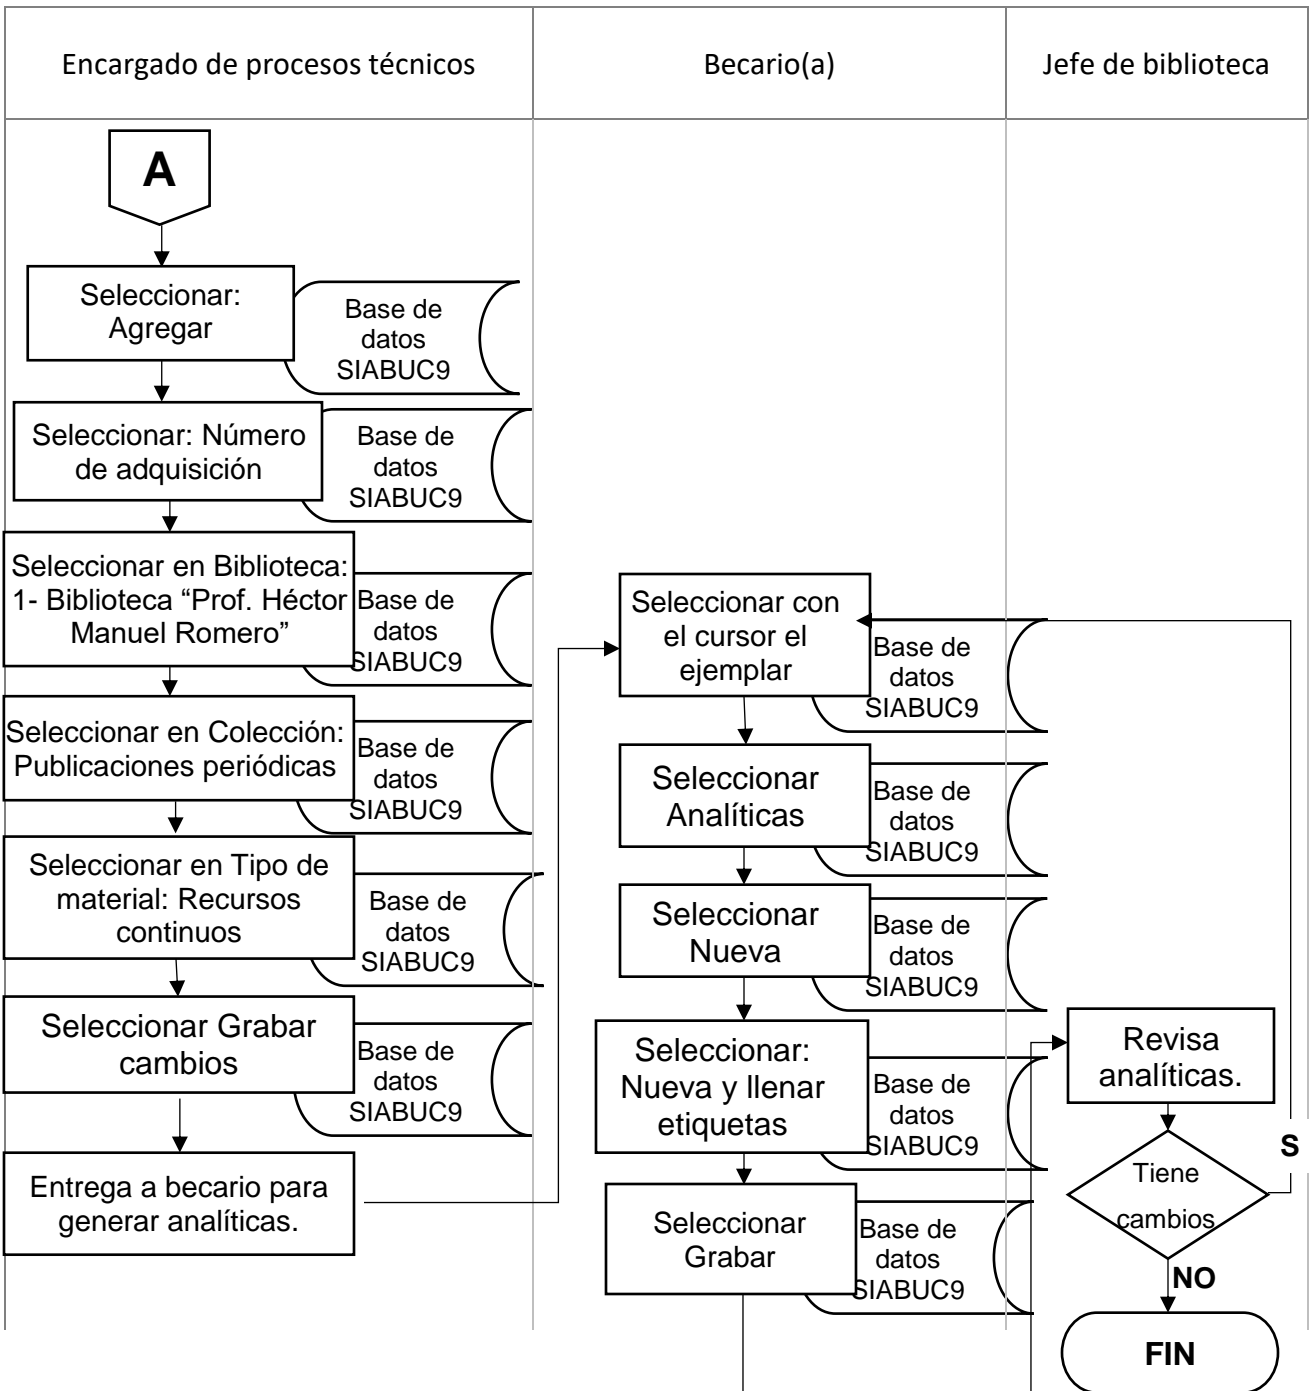 Encargado de procesos técnicos
Becario(a)
Jefe de biblioteca
A
Seleccionar:
Agregar
Base de
datos
SIABUC9
Seleccionar: Número
de adquisición
Base de
datos
SIABUC9
Seleccionar en Biblioteca:
1- Biblioteca “Prof. Héctor
Manuel Romero”
Base de
datos
SIABUC9
Seleccionar en Colección:
Publicaciones periódicas
Base de
datos
SIABUC9
Seleccionar en Tipo de
material: Recursos
continuos
Base de
datos
SIABUC9
Seleccionar Grabar
cambios
Base de
datos
SIABUC9
Entrega a becario para
generar analíticas.
Seleccionar con
el cursor el
ejemplar
Base de
datos
SIABUC9
Seleccionar
Analíticas
Base de
datos
SIABUC9
Seleccionar
Nueva
Base de
datos
SIABUC9
Seleccionar:
Nueva y llenar
etiquetas
Base de
datos
SIABUC9
Seleccionar
Grabar
Base de
datos
SIABUC9
Revisa
analíticas.
Tiene
cambios
S
NO
FIN